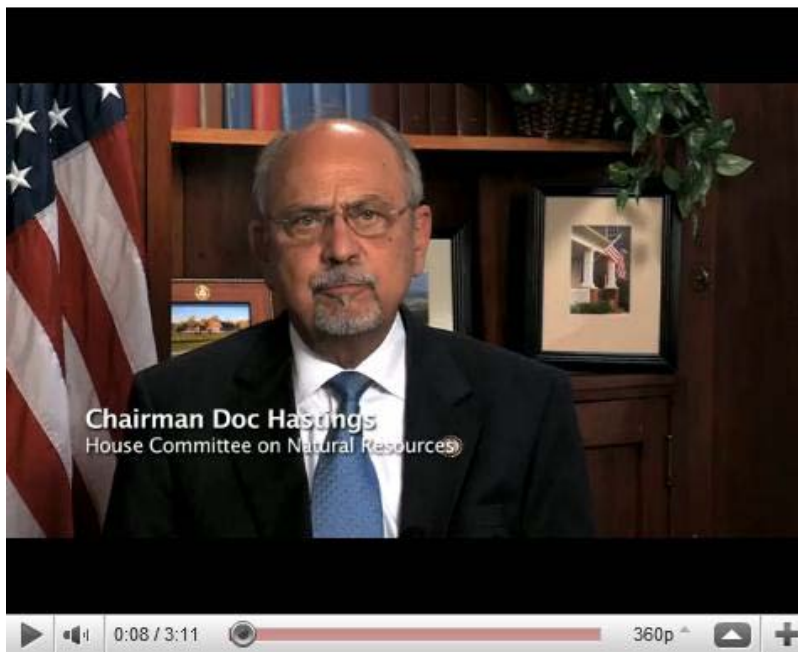 Chairman Doc Hastings
House Committee on Natural Resources
0:08 / 3:11
360p